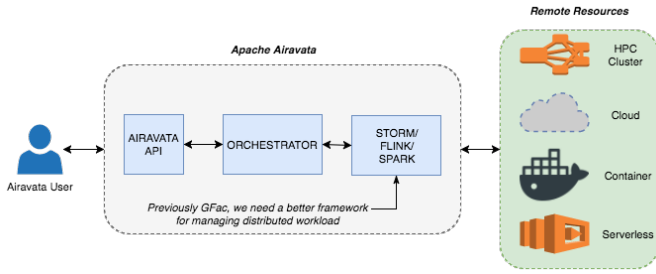 Remote Resources
Apache Airavata
HPC
Cluster
AIRAVATA
API
ORCHESTRATOR
STORM/
FLINK/
SPARK
Cloud
Airavata User
Container
Previously GFac, we need a better framework
for managing distributed workload
Serverless